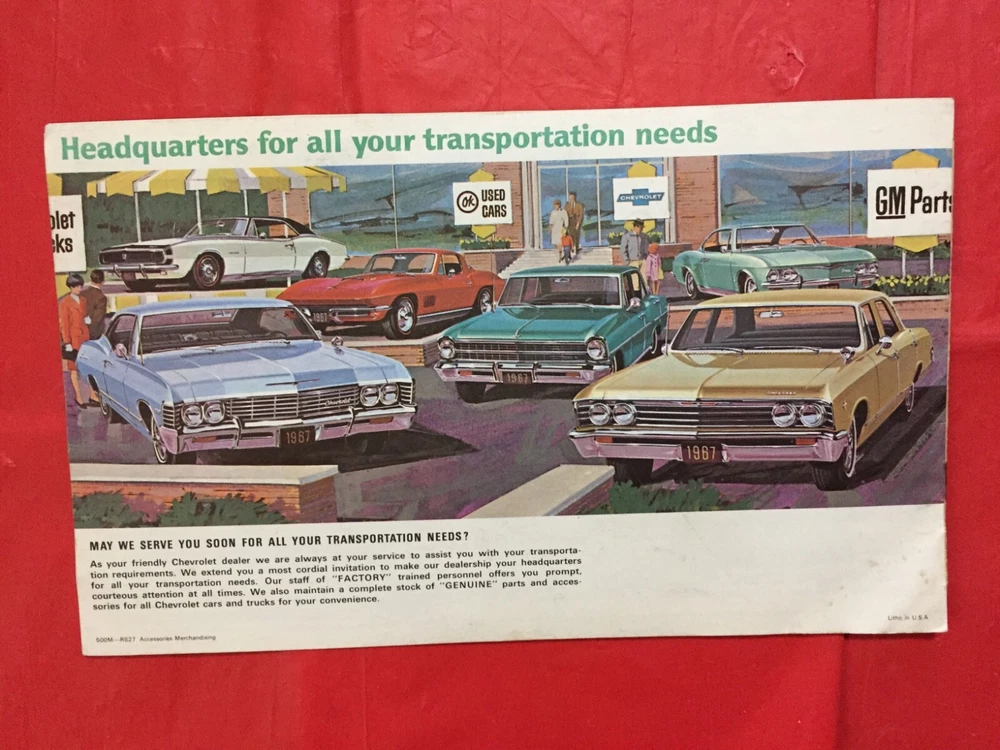 Headquarters for all your transportation needs
olet
ks
OK USED
CARS
CHEVROLET
GM Parts
1967
Chevrolet
1967
1967
1967
MAY WE SERVE YOU SOON FOR ALL YOUR TRANSPORTATION NEEDS?
As your friendly Chevrolet dealer we are always at your service to assist you with your transporta-
tion requirements. We extend you a most cordial invitation to make our dealership your headquarters
for all your transportation needs. Our staff of "FACTORY" trained personnel offers you prompt,
courteous attention at all times. We also maintain a complete stock of "GENUINE" parts and acces-
sories for all Chevrolet cars and trucks for your convenience.
500M—R527 Accessories Merchandising
Litho in U.S.A.